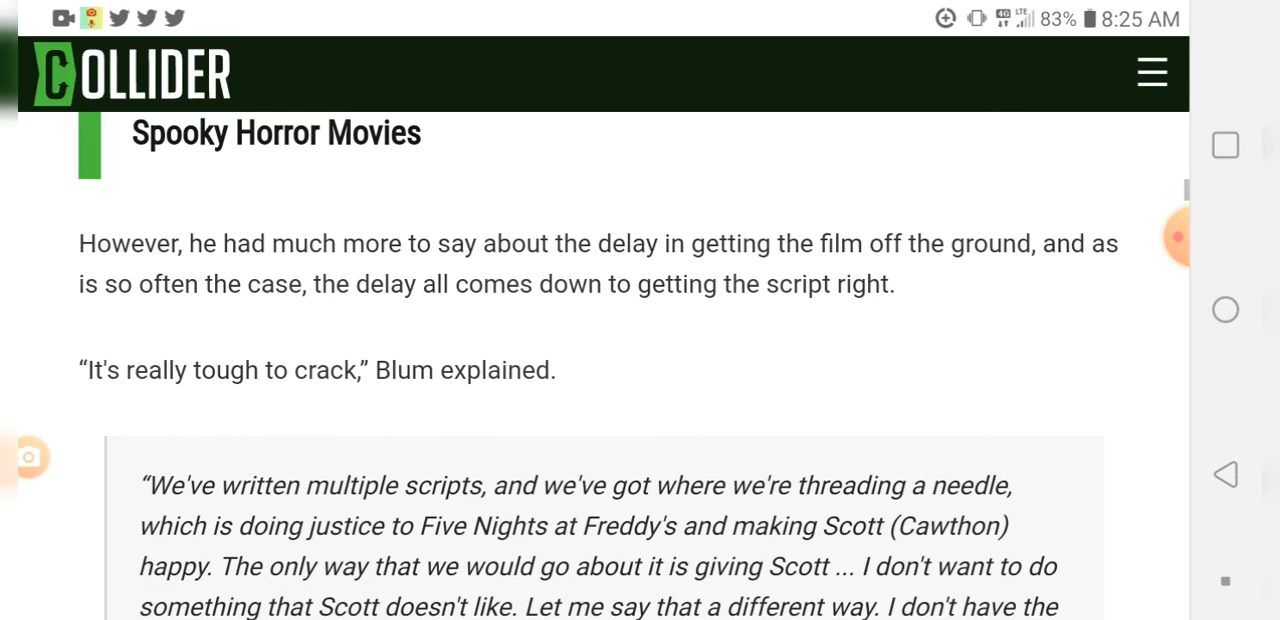 83% 8:25 AM
COLLIDER
Spooky Horror Movies
However, he had much more to say about the delay in getting the film off the ground, and as
is so often the case, the delay all comes down to getting the script right.
“It's really tough to crack,” Blum explained.
“We've written multiple scripts, and we've got where we're threading a needle,
which is doing justice to Five Nights at Freddy's and making Scott (Cawthon)
happy. The only way that we would go about it is giving Scott ... I don't want to do
something that Scott doesn't like. Let me say that a different way. I don't have the